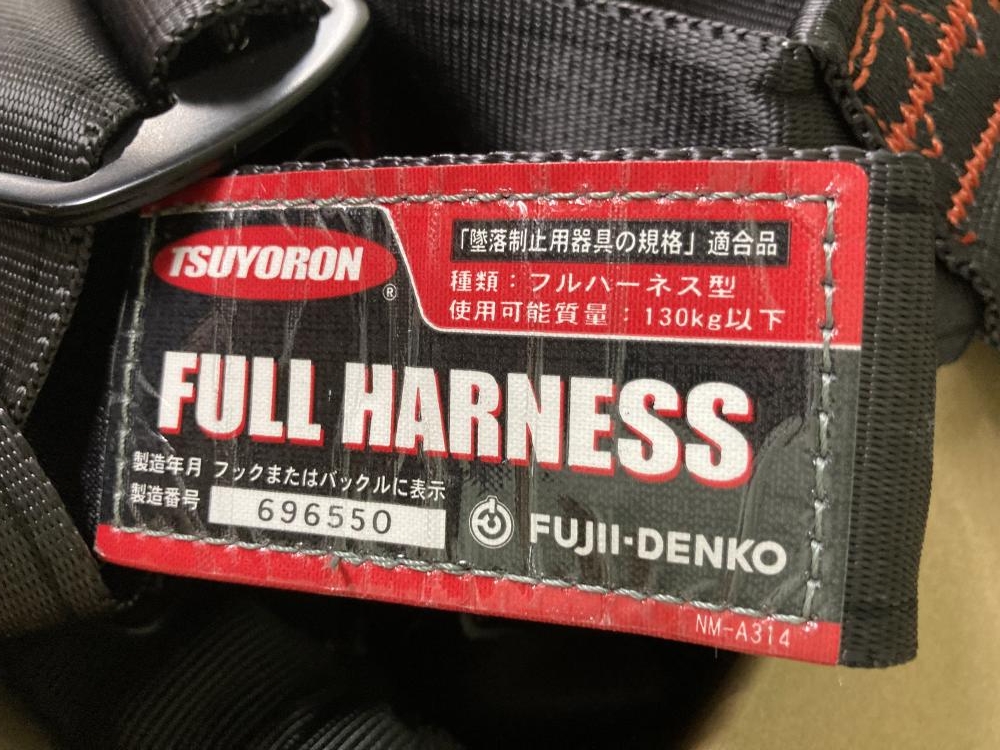 TSUYORON
®
「墜落制止用器具の規格」適合品
種類：フルハーネス型
使用可能質量：130kg以下
FULL HARNESS
製造年月 フックまたはバックルに表示
製造番号 696550
FUJII-DENKO
NM-A314